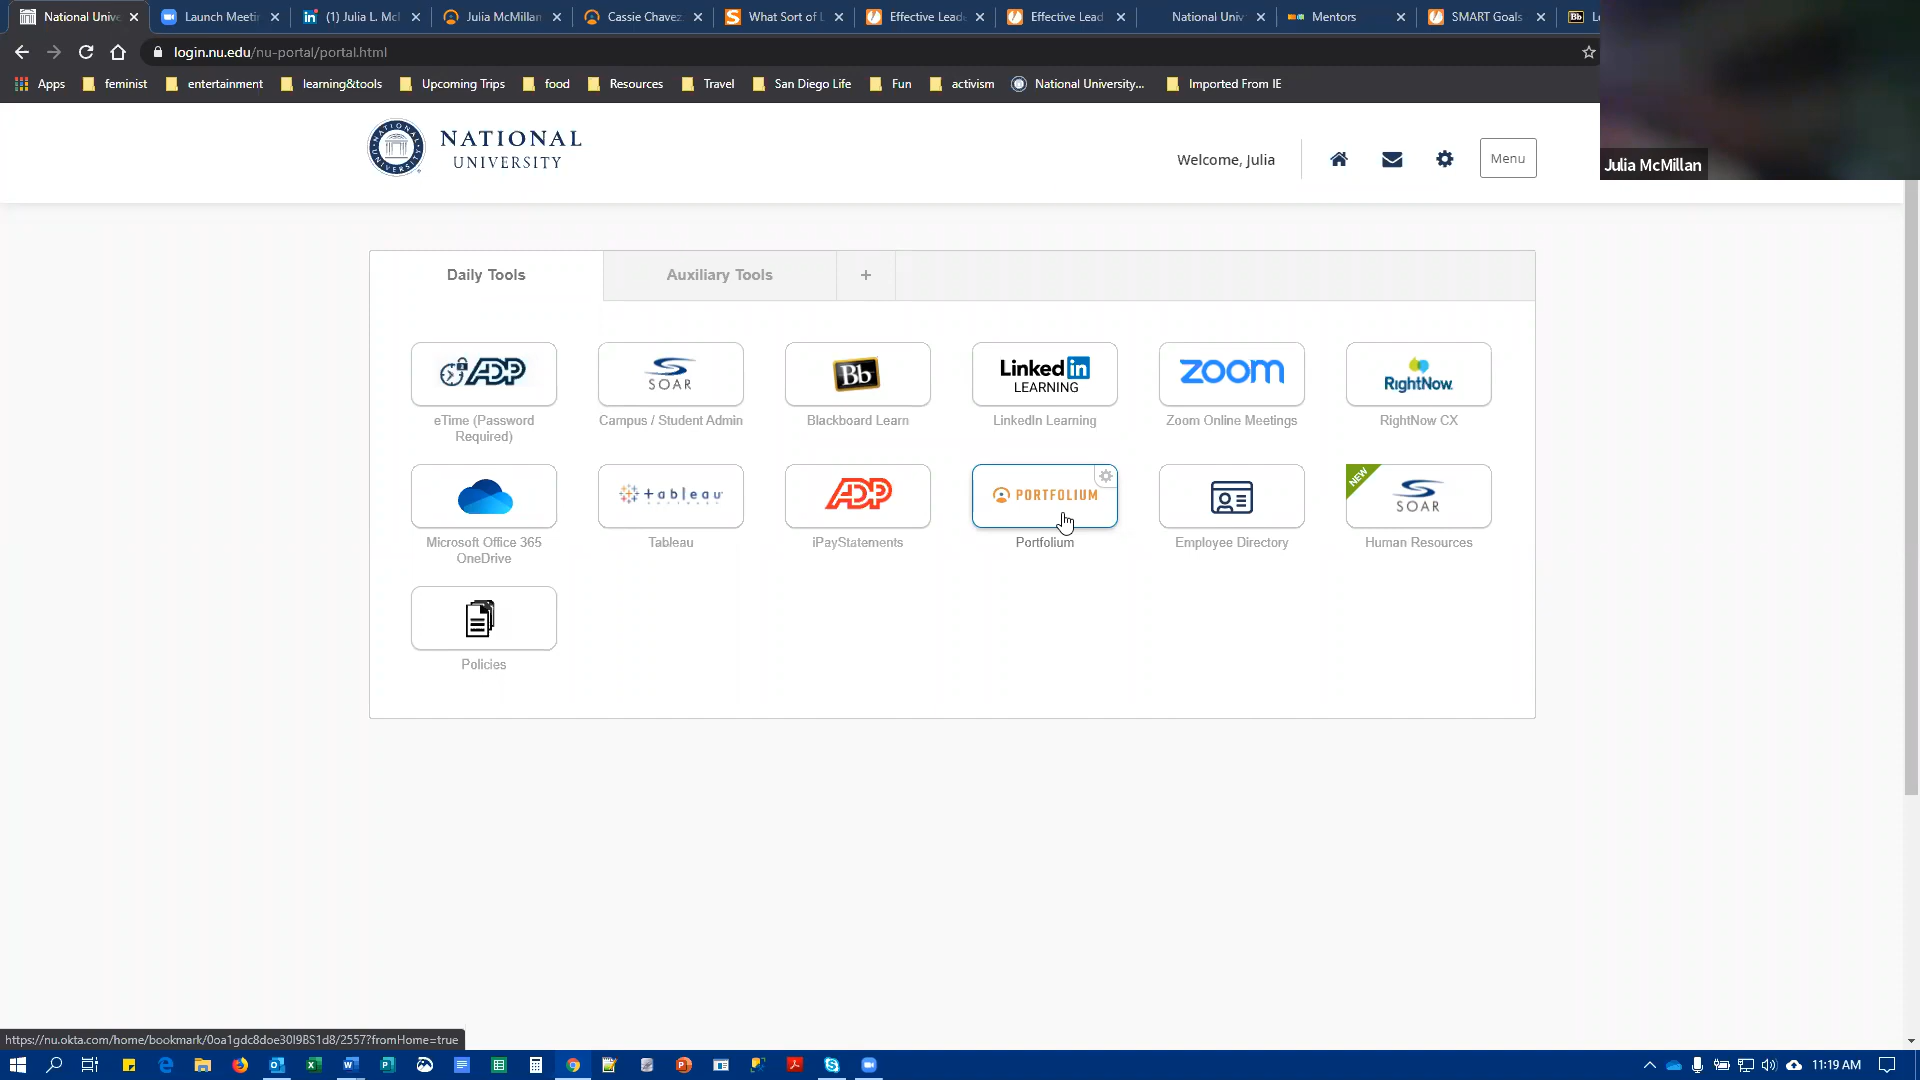 National Unive
Launch Meetin
(1) Julia L. McI
Julia McMillan
Cassie Chavez
What Sort of L
Effective Lead
Effective Lead
National Univ
Mentors
SMART Goals
Bb
login.nu.edu/nu-portal/portal.html
Apps
feminist
entertainment
learning&tools
Upcoming Trips
food
Resources
Travel
San Diego Life
Fun
activism
National University...
Imported From IE
NATIONAL
UNIVERSITY
Welcome, Julia
Menu
Julia McMillan
Daily Tools
Auxiliary Tools
+
ADP
SOAR
Bb
Linked in
LEARNING
zoom
RIGHTNOW
eTime (Password
Required)
Campus / Student Admin
Blackboard Learn
LinkedIn Learning
Zoom Online Meetings
RightNow CX
+ableau
ADP
PORTFOLIUM
NEW
SOAR
Microsoft Office 365
OneDrive
Tableau
iPayStatements
Portfolium
Employee Directory
Human Resources
Policies
https://nu.okta.com/home/bookmark/0oa1gdc8doe30I9BS1d8/2557?fromHome=true
11:19 AM